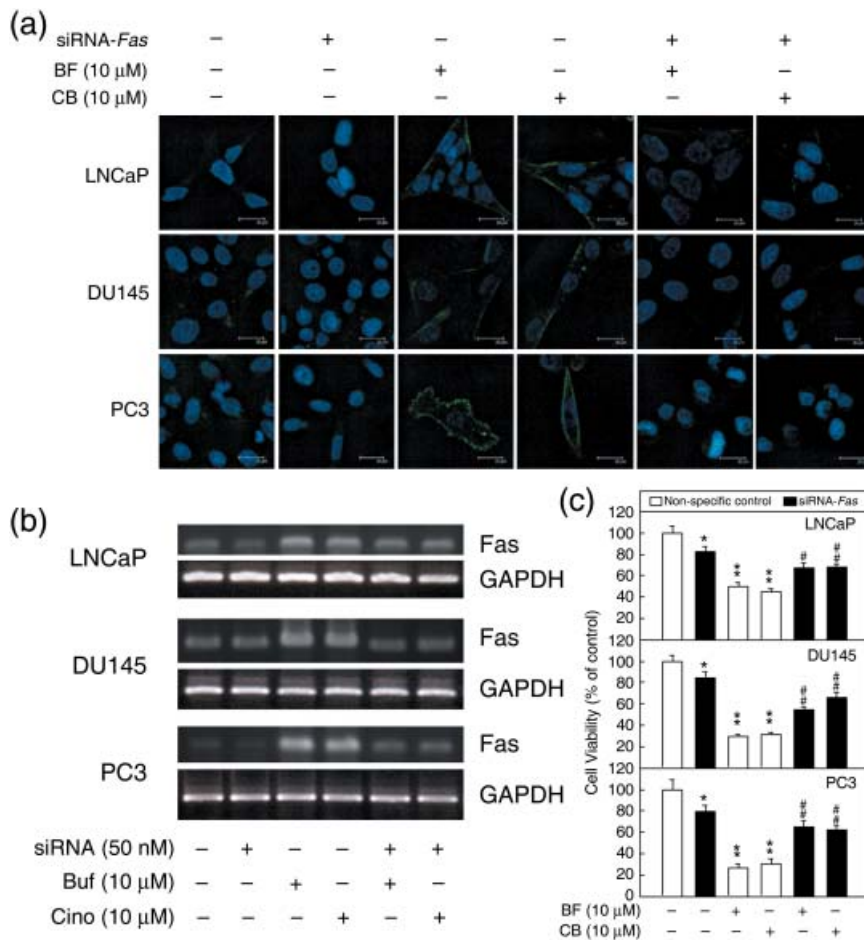 (a)
siRNA-Fas – + – – + +
BF (10 μM) – – + – + –
CB (10 μM) – – – + – +
LNCaP
DU145
PC3
(b)
LNCaP
Fas
GAPDH
DU145
Fas
GAPDH
PC3
Fas
GAPDH
siRNA (50 nM) – + – – + +
Buf (10 μM) – – + – + –
Cino (10 μM) – – – + – +
(c)
Non-specific control siRNA-Fas
Cell Viability (% of control)
120
LNCaP
100
80
60
40
20
* ** ** # ##
120
DU145
100
80
60
40
20
* ** ** ## ##
120
PC3
100
80
60
40
20
0
* ** ** ## ##
BF (10 μM) – – + – + –
CB (10 μM) – – – + – +